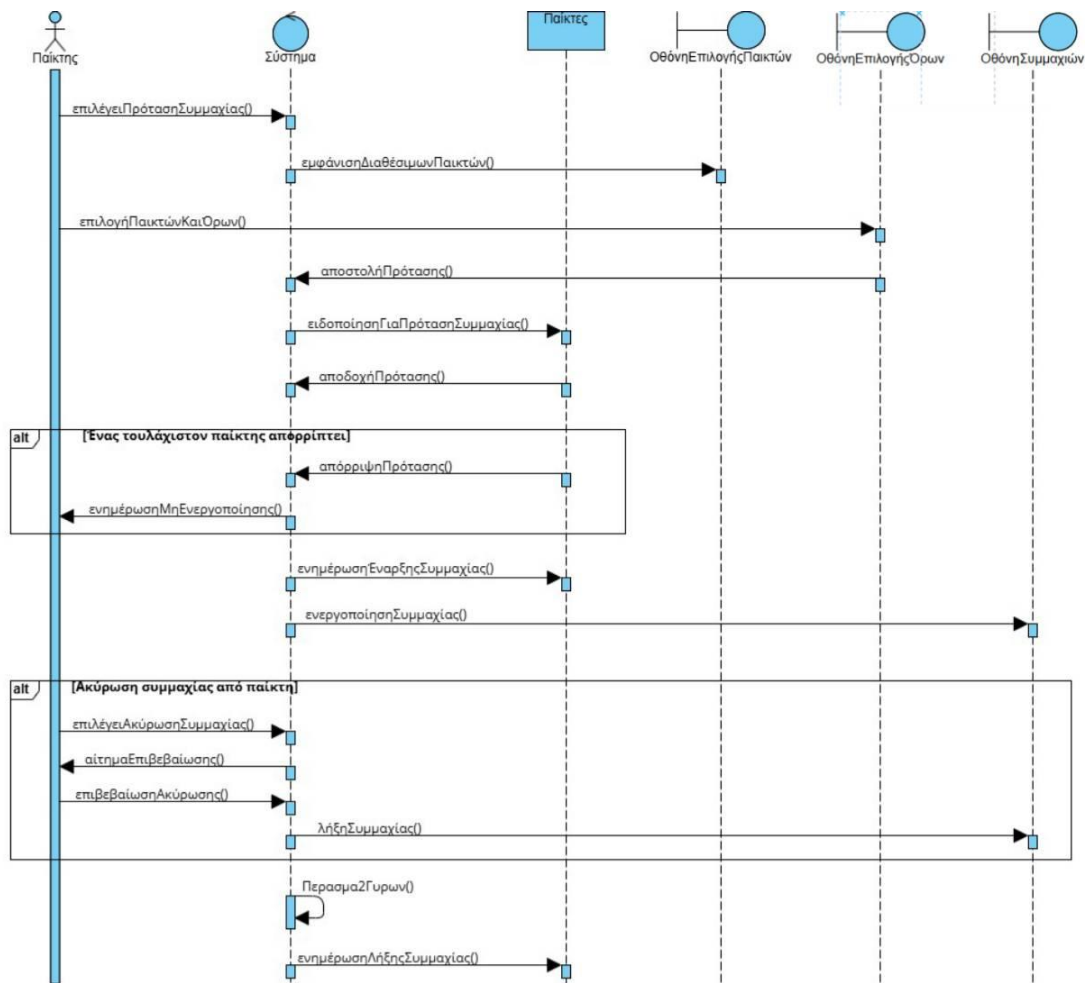 Παίκτης
Σύστημα
Παίκτες
ΟθόνηΕπιλογήςΠαικτών
ΟθόνηΕπιλογήςΌρων
ΟθόνηΣυμμαχιών
επιλέγειΠρότασηΣυμμαχίας()
εμφάνισηΔιαθέσιμωνΠαικτών()
επιλογήΠαικτώνΚαιΌρων()
αποστολήΠρότασης()
ειδοποίησηΓιαΠρότασηΣυμμαχίας()
αποδοχήΠρότασης()
alt
[Ένας τουλάχιστον παίκτης απορρίπτει]
απόρριψηΠρότασης()
ενημέρωσηΜηΕνεργοποίησης()
ενημέρωσηΈναρξηςΣυμμαχίας()
ενεργοποίησηΣυμμαχίας()
alt
[Ακύρωση συμμαχίας από παίκτη]
επιλέγειΑκύρωσηΣυμμαχίας()
αίτημαΕπιβεβαίωσης()
επιβεβαίωσηΑκύρωσης()
λήξηΣυμμαχίας()
Περασμα2Γυρων()
ενημέρωσηΛήξηςΣυμμαχίας()